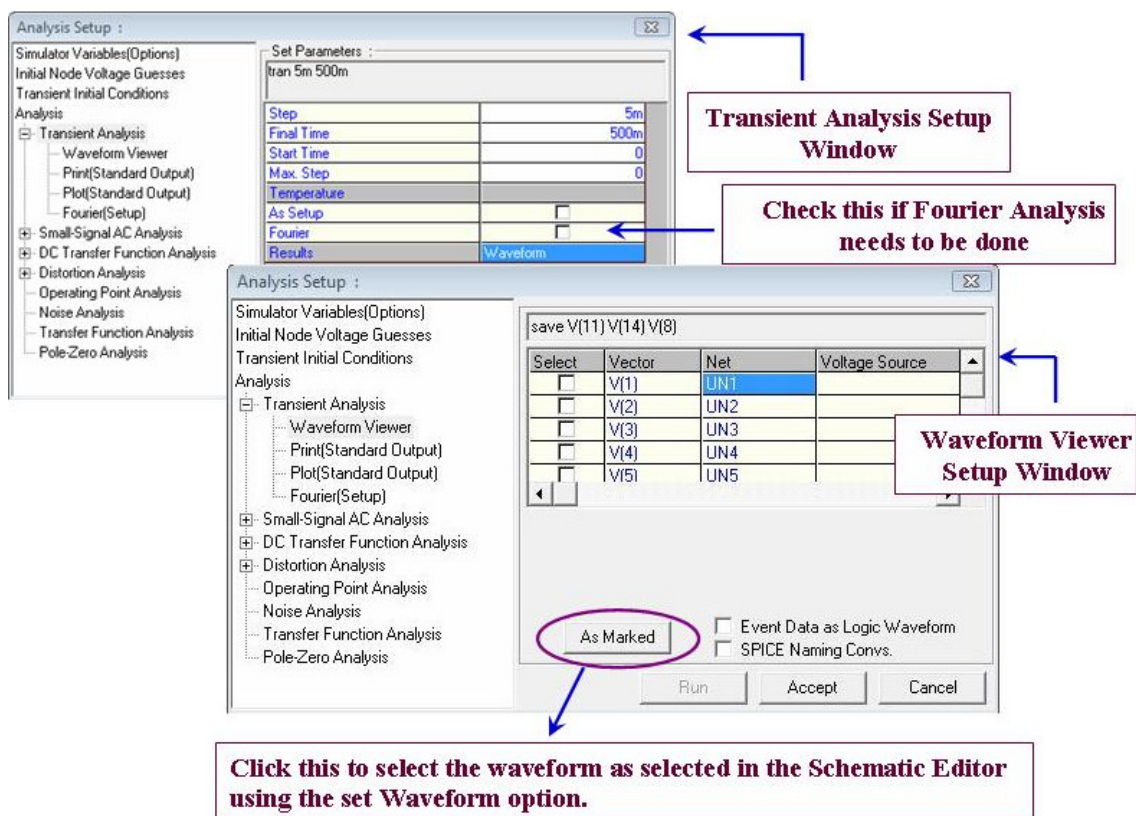 Analysis Setup :
Simulator Variables(Options)
Initial Node Voltage Guesses
Transient Initial Conditions
Analysis
Transient Analysis
Waveform Viewer
Print(Standard Output)
Plot(Standard Output)
Fourier(Setup)
Small-Signal AC Analysis
DC Transfer Function Analysis
Distortion Analysis
Operating Point Analysis
Noise Analysis
Transfer Function Analysis
Pole-Zero Analysis
Set Parameters :
tran 5m 500m
Step 5m
Final Time 500m
Start Time 0
Max. Step 0
Temperature
As Setup
Fourier
Results Waveform
Transient Analysis Setup
Window
Check this if Fourier Analysis
needs to be done
Analysis Setup :
Simulator Variables(Options)
Initial Node Voltage Guesses
Transient Initial Conditions
Analysis
Transient Analysis
Waveform Viewer
Print(Standard Output)
Plot(Standard Output)
Fourier(Setup)
Small-Signal AC Analysis
DC Transfer Function Analysis
Distortion Analysis
Operating Point Analysis
Noise Analysis
Transfer Function Analysis
Pole-Zero Analysis
save V(11) V(14) V(8)
Select Vector Net Voltage Source
V(1) UN1
V(2) UN2
V(3) UN3
V(4) UN4
V(5) UN5
Waveform Viewer
Setup Window
As Marked
Event Data as Logic Waveform
SPICE Naming Convs.
Run Accept Cancel
Click this to select the waveform as selected in the Schematic Editor
using the set Waveform option.